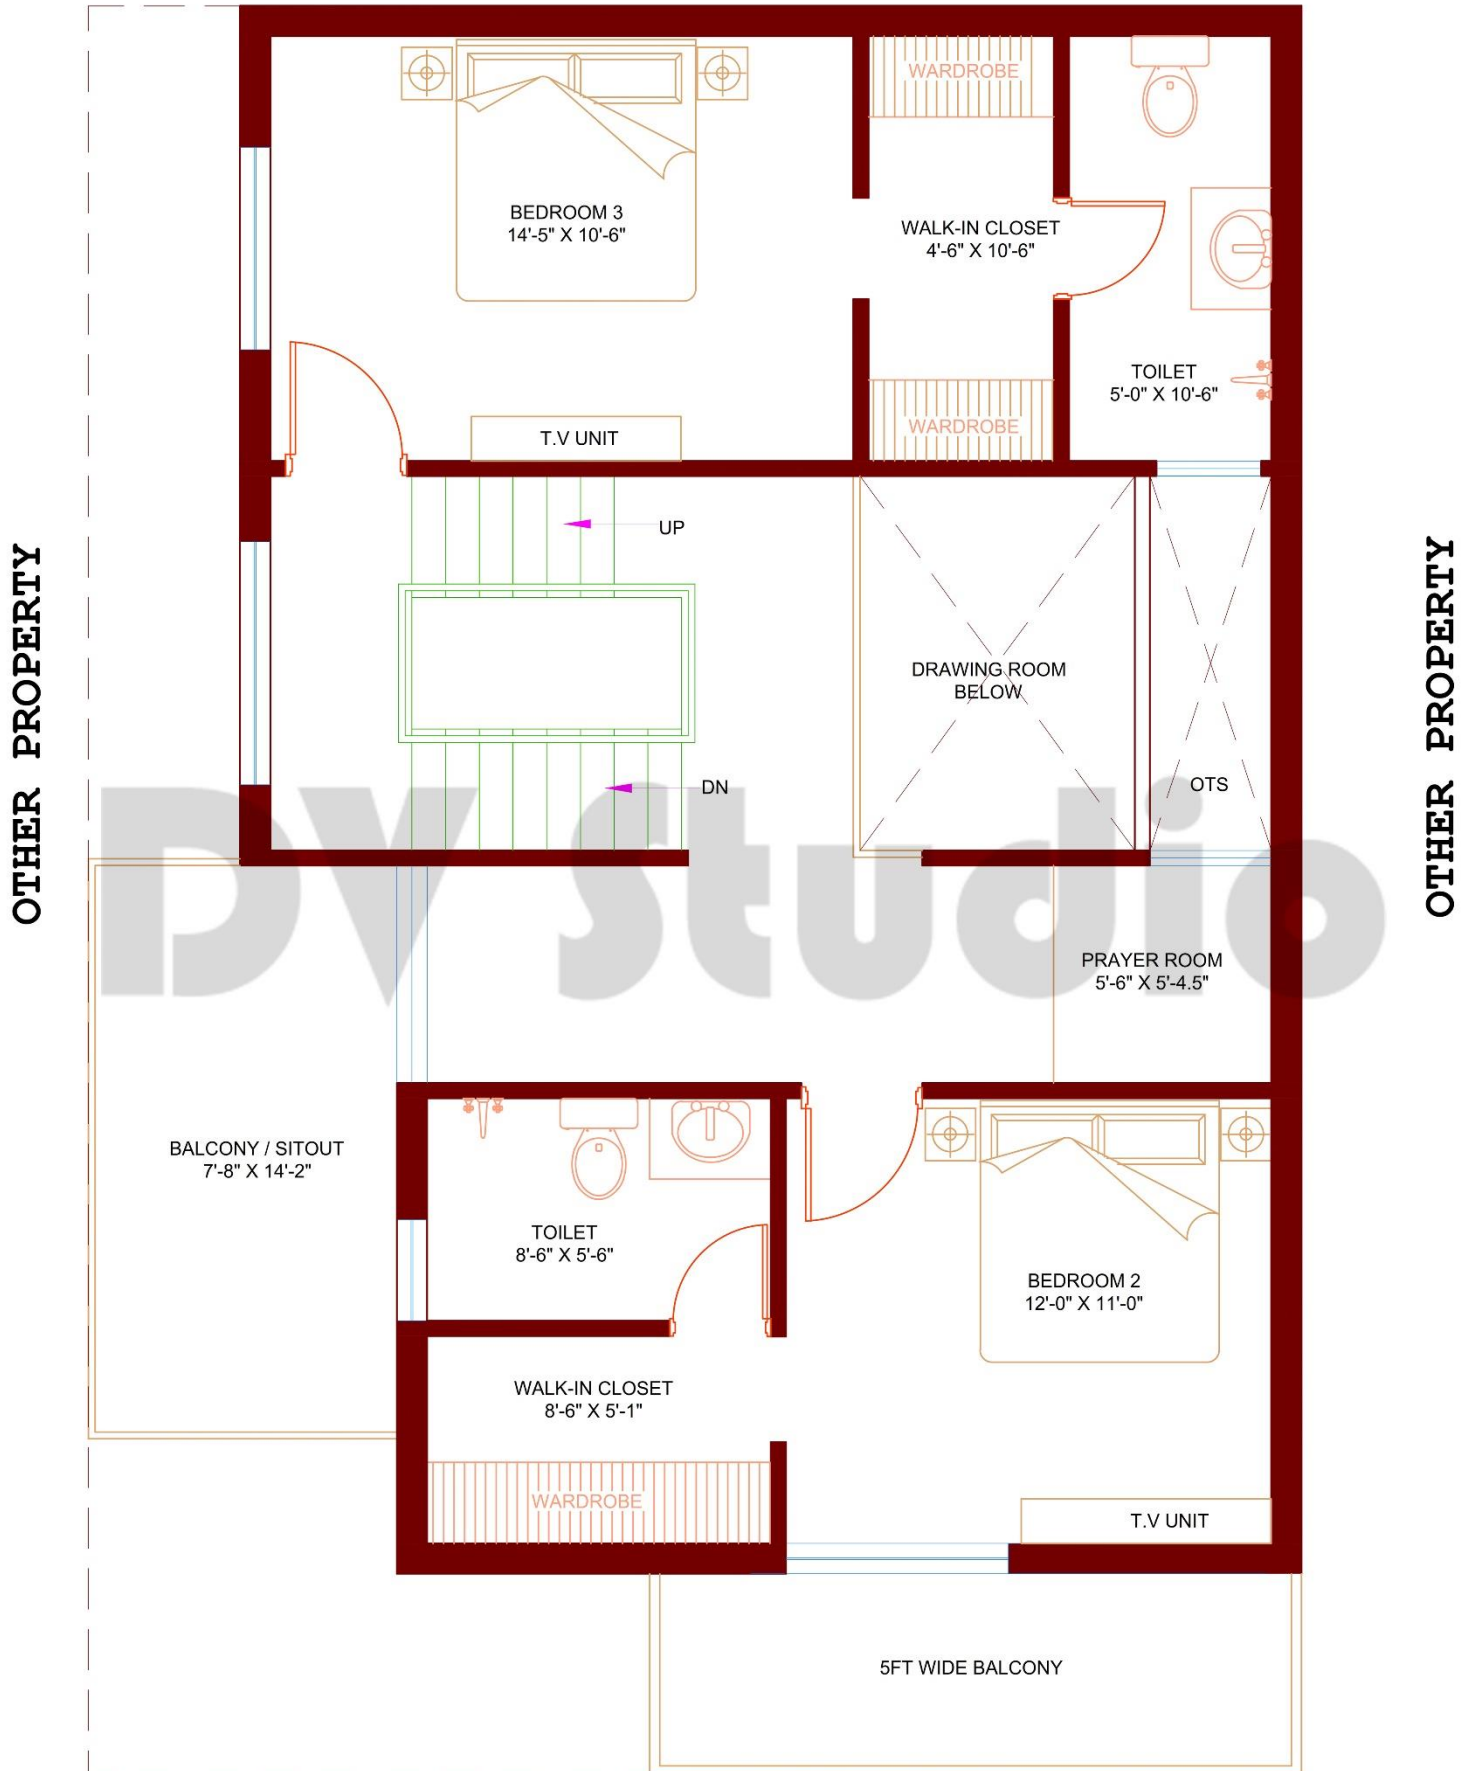 WARDROBE
BEDROOM 3
14'-5" X 10'-6"
WALK-IN CLOSET
4'-6" X 10'-6"
TOILET
5'-0" X 10'-6"
WARDROBE
T.V UNIT
UP
OTHER PROPERTY
OTHER PROPERTY
DRAWING ROOM
BELOW
DN
OTS
DV Studio
PRAYER ROOM
5'-6" X 5'-4.5"
BALCONY / SITOUT
7'-8" X 14'-2"
TOILET
8'-6" X 5'-6"
BEDROOM 2
12'-0" X 11'-0"
WALK-IN CLOSET
8'-6" X 5'-1"
WARDROBE
T.V UNIT
5FT WIDE BALCONY